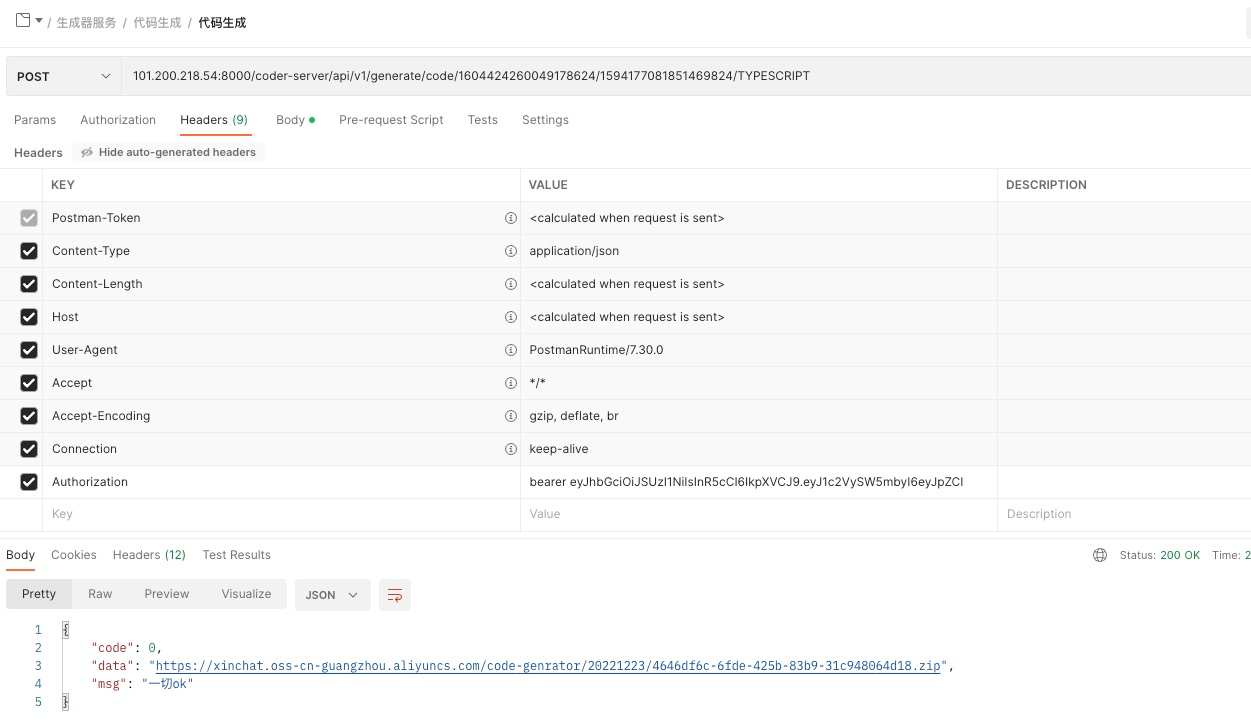 / 生成器服务 / 代码生成 / 代码生成
POST 101.200.218.54:8000/coder-server/api/v1/generate/code/1604424260049178624/1594177081851469824/TYPESCRIPT
Params Authorization Headers (9) Body Pre-request Script Tests Settings
Headers Hide auto-generated headers
KEY VALUE DESCRIPTION
Postman-Token <calculated when request is sent>
Content-Type application/json
Content-Length <calculated when request is sent>
Host <calculated when request is sent>
User-Agent PostmanRuntime/7.30.0
Accept */*
Accept-Encoding gzip, deflate, br
Connection keep-alive
Authorization bearer eyJhbGciOiJSUzI1NiIsInR5cCI6IkpXVCJ9.eyJ1c2VySW5mbyI6eyJpZCI
Key Value Description
Body Cookies Headers (12) Test Results Status: 200 OK Time: 2
Pretty Raw Preview Visualize JSON
1 {
2 "code": 0,
3 "data": "https://xinchat.oss-cn-guangzhou.aliyuncs.com/code-genrator/20221223/4646df6c-6fde-425b-83b9-31c948064d18.zip",
4 "msg": "一切ok"
5 }